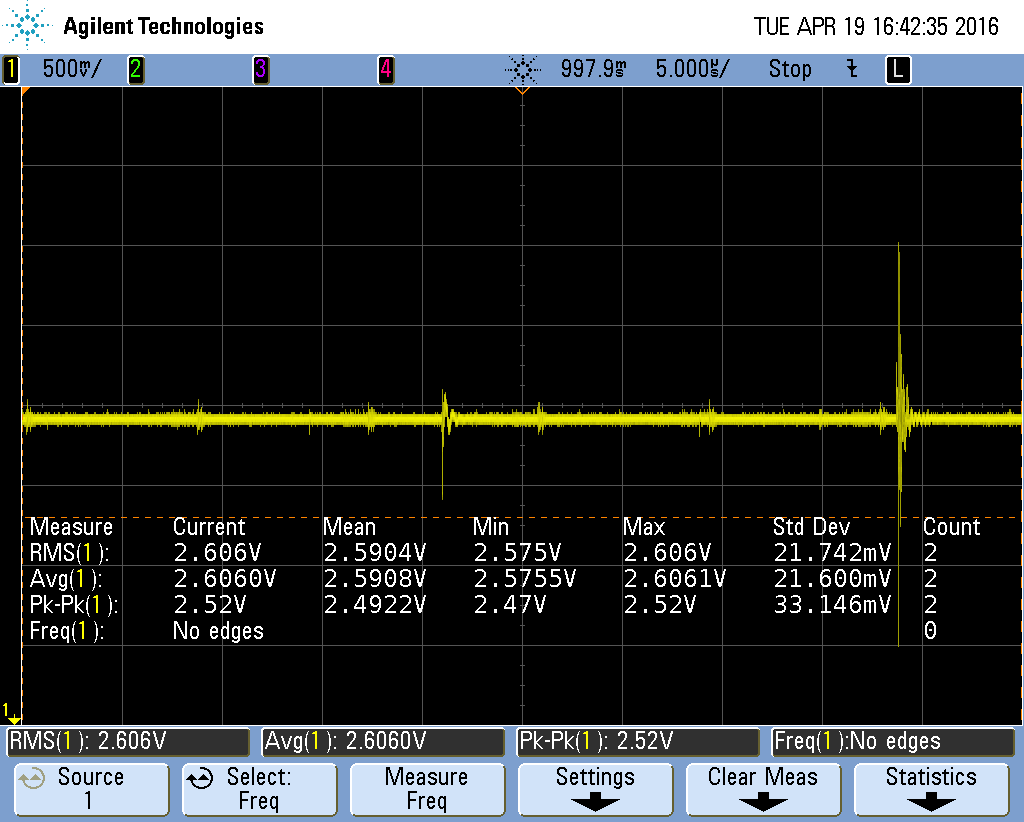 Agilent Technologies TUE APR 19 16:42:35 2016
1 500mV/ 2 3 4 997.9ms 5.000us/ Stop L
Measure Current Mean Min Max Std Dev Count
RMS(1): 2.606V 2.5904V 2.575V 2.606V 21.742mV 2
Avg(1): 2.6060V 2.5908V 2.5755V 2.6061V 21.600mV 2
Pk-Pk(1): 2.52V 2.4922V 2.47V 2.52V 33.146mV 2
Freq(1): No edges 0
1
RMS(1): 2.606V Avg(1): 2.6060V Pk-Pk(1): 2.52V Freq(1):No edges
Source Select: Measure Settings Clear Meas Statistics
1 Freq Freq